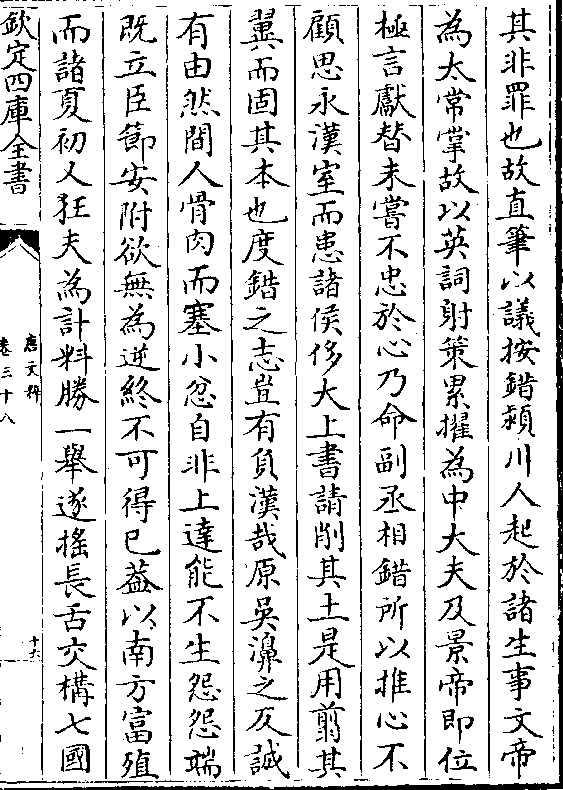 其非罪也故直筆以議按錯頴川人起於諸生事文帝
為太常掌故以英詞射策累擢為中大夫及景帝即位
極言獻替未嘗不忠於心乃命副丞相錯所以推心不
顧思永漢室而患諸侯侈大上書請削其土是用翦其
翼而固其本也度錯之志豈有負漢哉原吳濞之反誠
有由然間人骨肉而塞小忿自非上達能不生怨怨端
既立臣節安附欲無為逆終不可得已葢以南方富殖
而諸夏初乂狂夫為計料勝一舉遂搖長舌交構七國
欽定四庫全書
唐文粹
卷三十八
十六